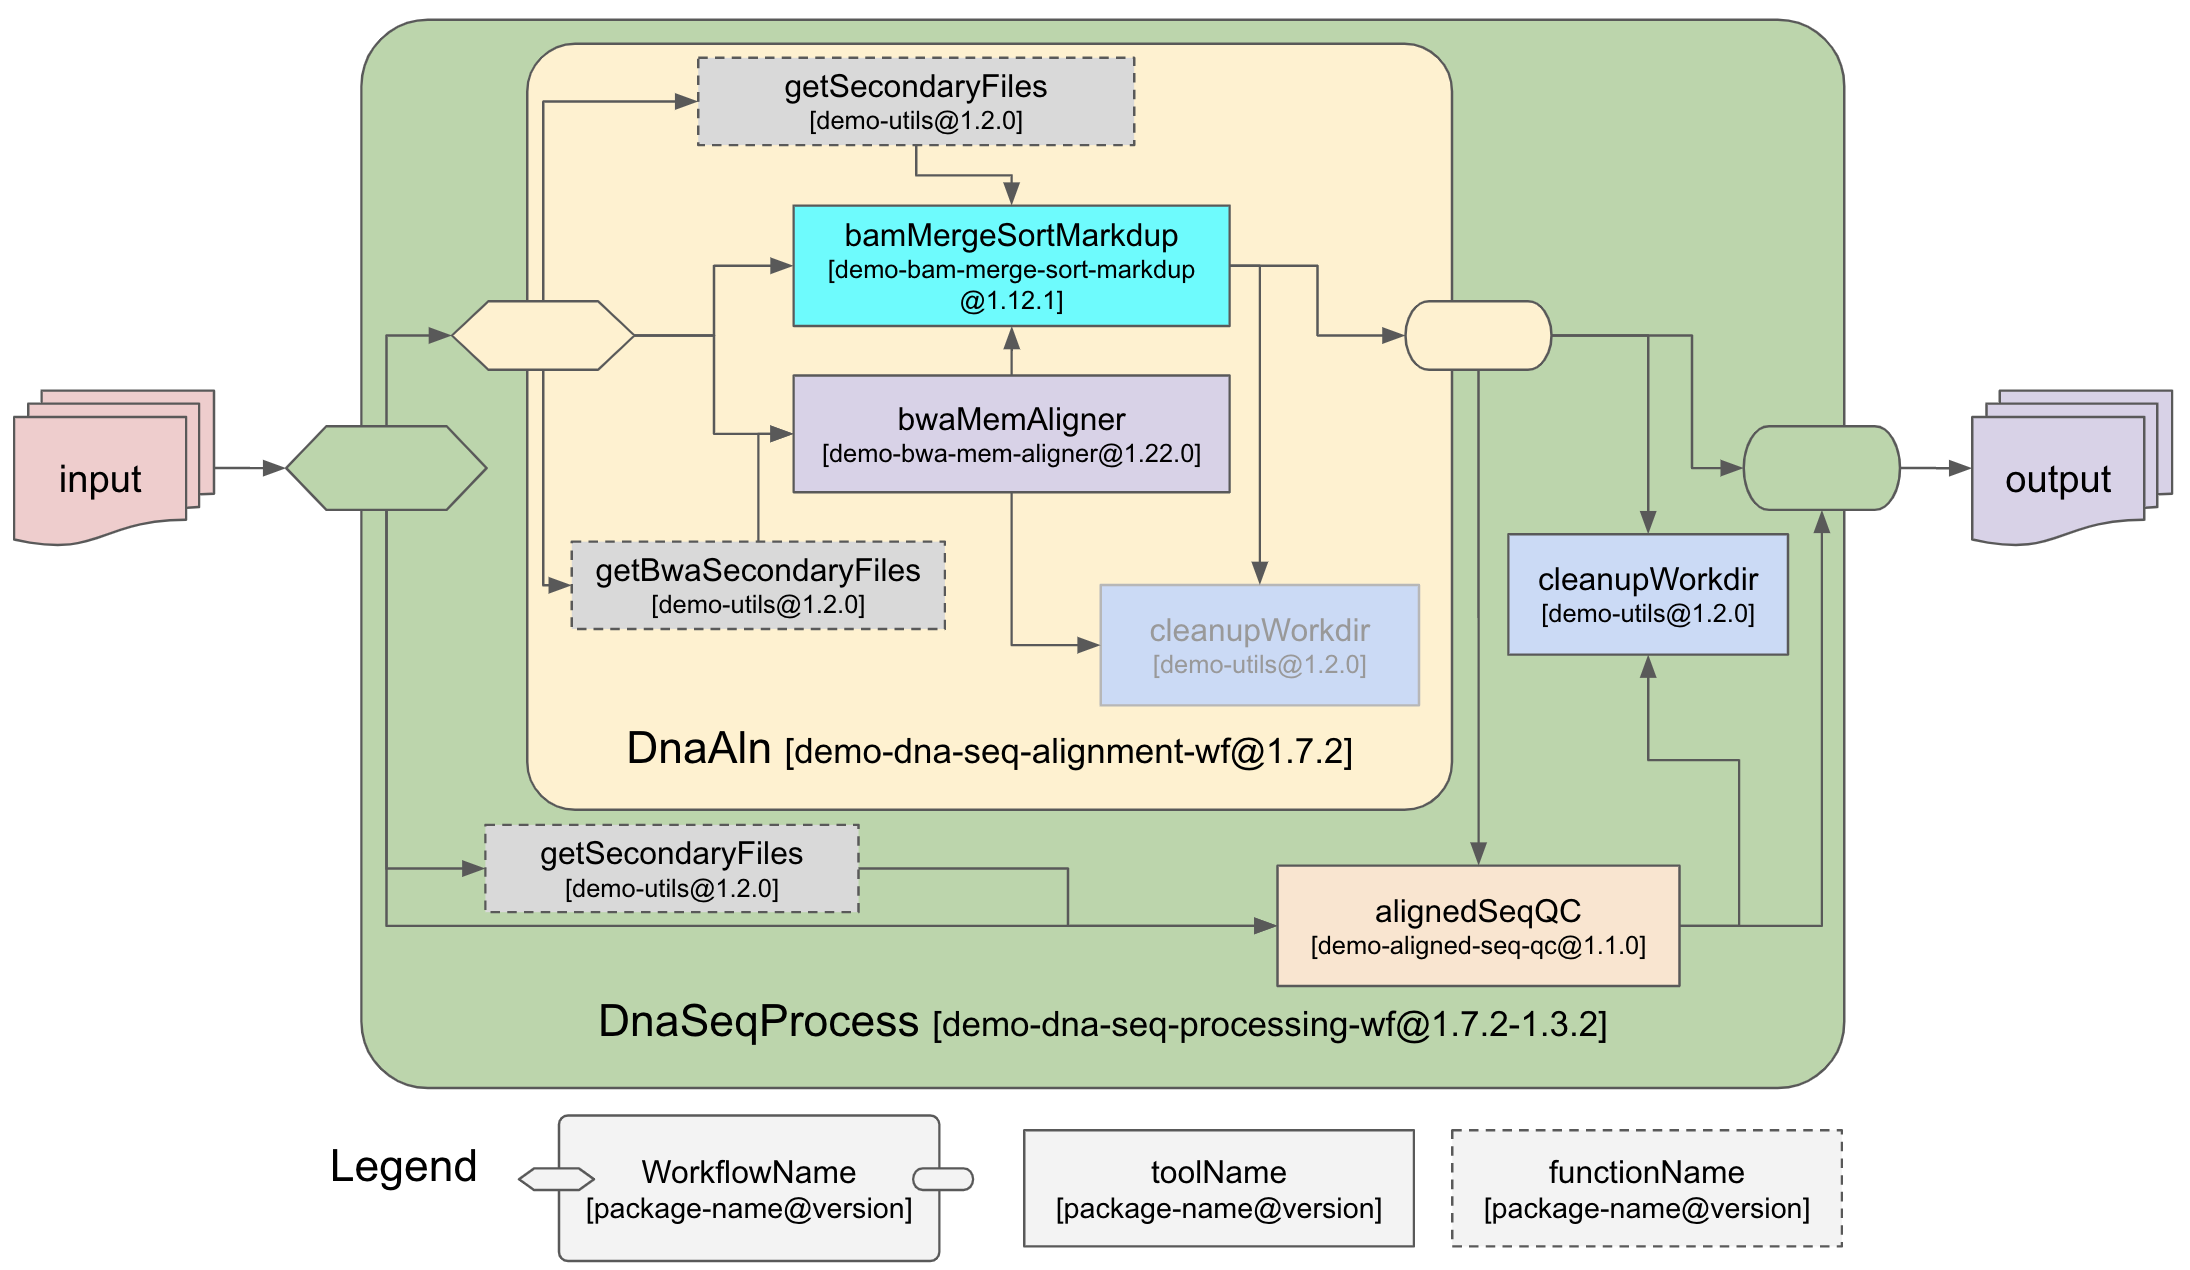 getSecondaryFiles
[demo-utils@1.2.0]
bamMergeSortMarkdup
[demo-bam-merge-sort-markdup
@1.12.1]
bwaMemAligner
[demo-bwa-mem-aligner@1.22.0]
input
output
getBwaSecondaryFiles
[demo-utils@1.2.0]
cleanupWorkdir
[demo-utils@1.2.0]
cleanupWorkdir
[demo-utils@1.2.0]
DnaAln [demo-dna-seq-alignment-wf@1.7.2]
getSecondaryFiles
[demo-utils@1.2.0]
alignedSeqQC
[demo-aligned-seq-qc@1.1.0]
DnaSeqProcess [demo-dna-seq-processing-wf@1.7.2-1.3.2]
Legend
WorkflowName
[package-name@version]
toolName
[package-name@version]
functionName
[package-name@version]